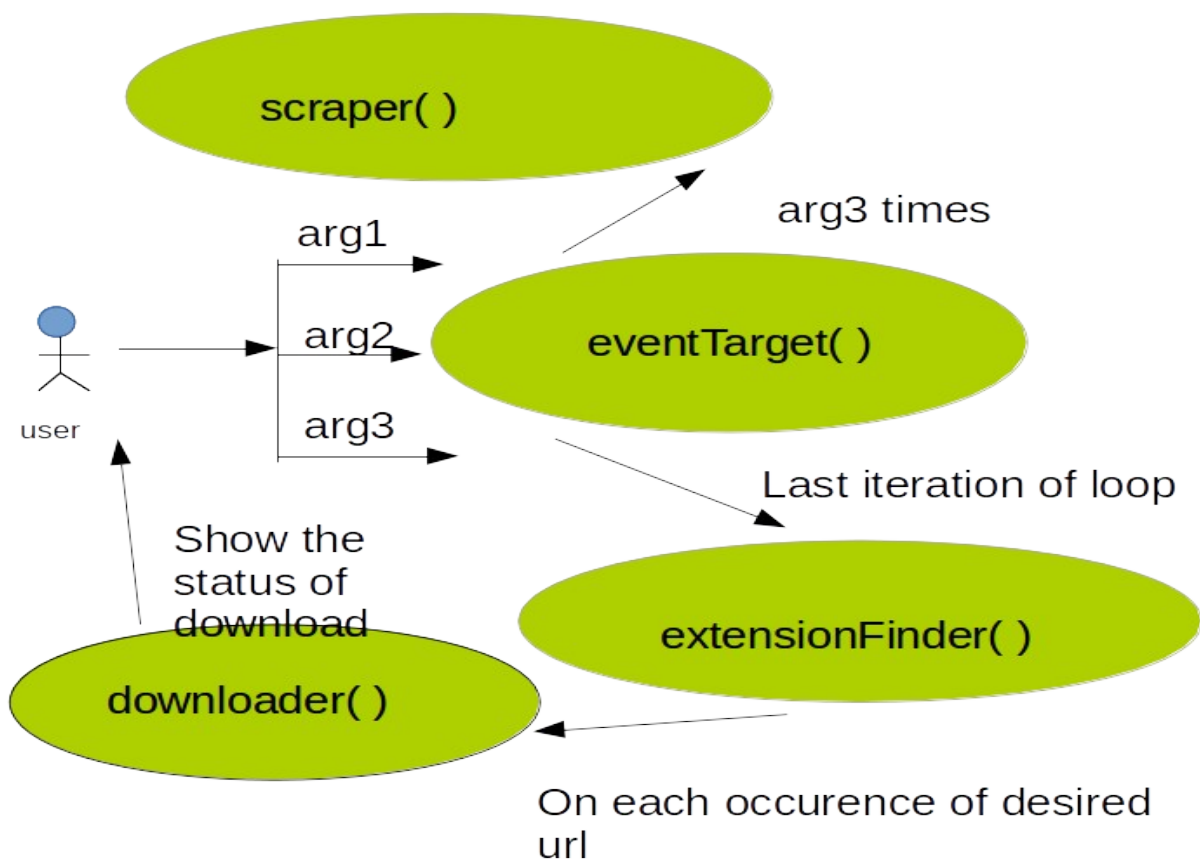 scraper( )
arg3 times
arg1
arg2
eventTarget( )
arg3
user
Last iteration of loop
Show the
status of
download
extensionFinder( )
downloader( )
On each occurence of desired
url